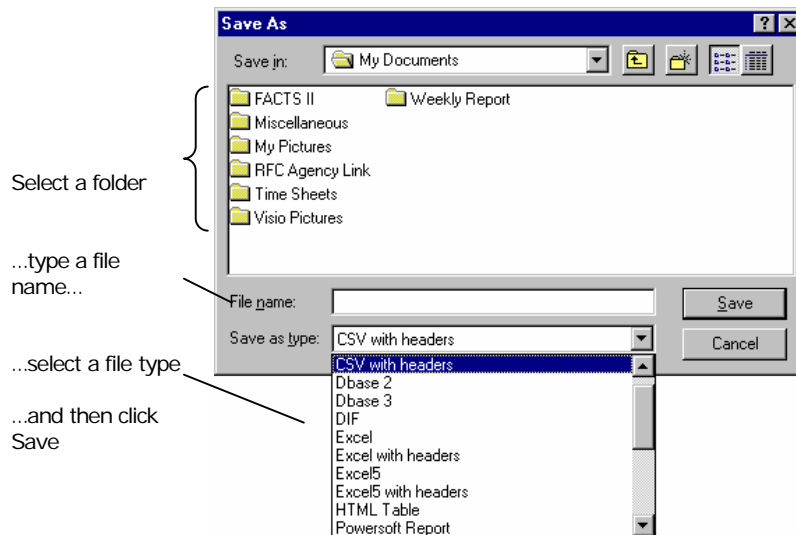 Save As
Save in:
My Documents
FACTS II
Weekly Report
Miscellaneous
My Pictures
RFC Agency Link
Time Sheets
Visio Pictures
Select a folder
...type a file
name...
File name:
Save
Save as type:
CSV with headers
Cancel
...select a file type
...and then click
Save
CSV with headers
Dbase 2
Dbase 3
DIF
Excel
Excel with headers
Excel5
Excel5 with headers
HTML Table
Powersoft Report